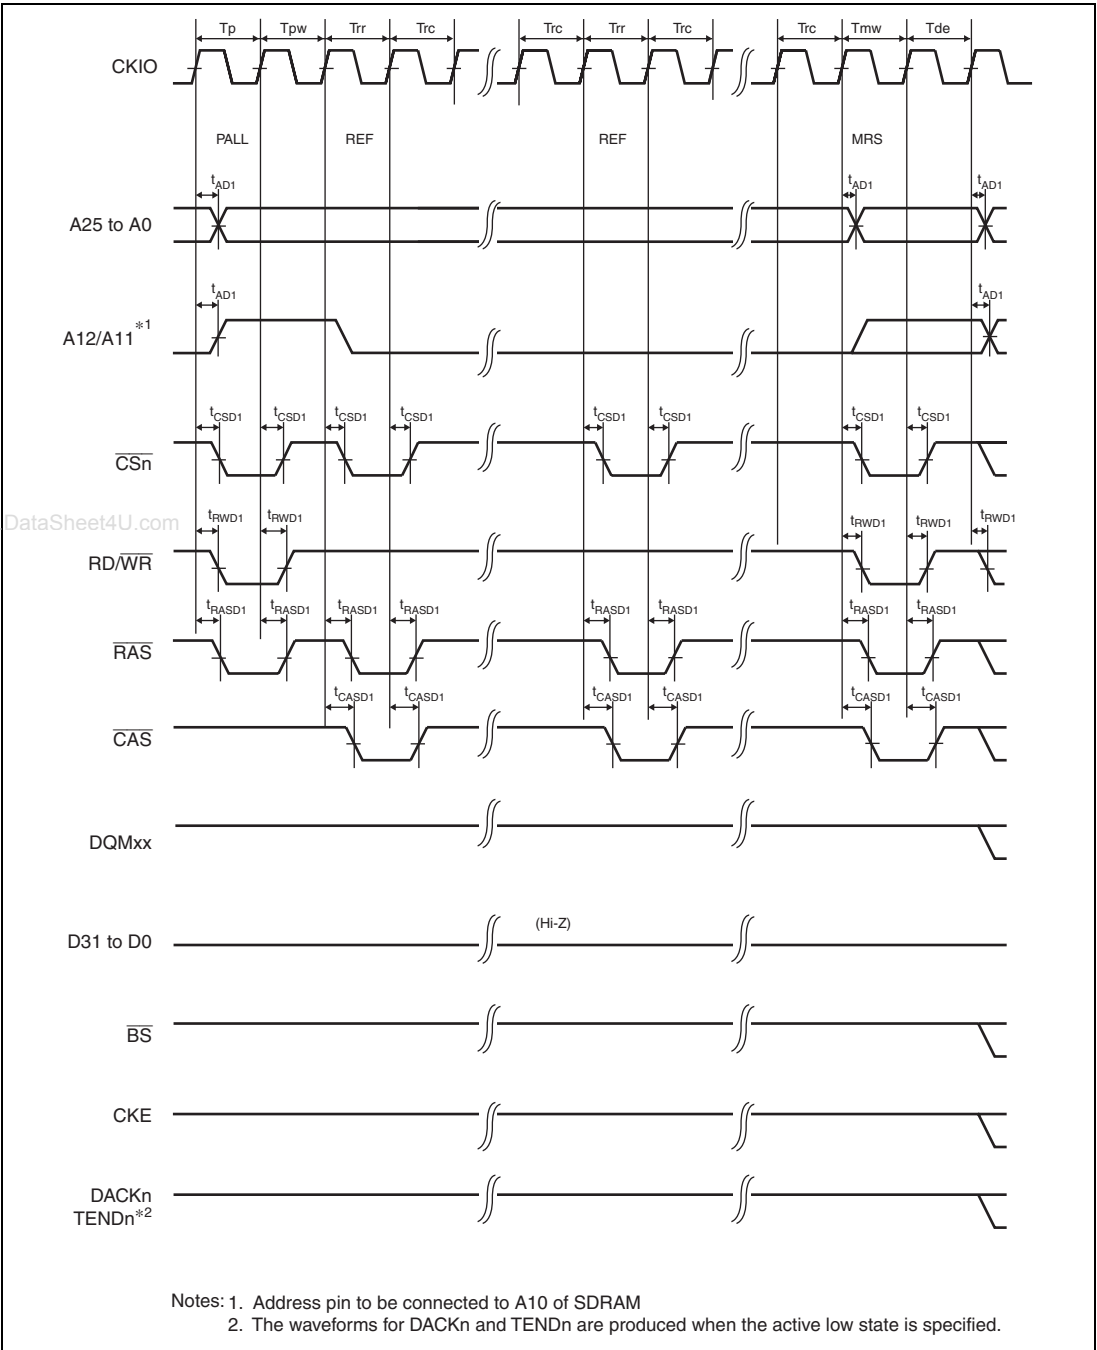 Tp Tpw Trr Trc Trc Trr Trc Trc Tmw Tde
CKIO
PALL REF REF MRS
tAD1 tAD1 tAD1
A25 to A0
tAD1 tAD1
A12/A11*1
tCSD1 tCSD1 tCSD1 tCSD1 tCSD1 tCSD1 tCSD1 tCSD1
CSn
DataSheet4U.com
tRWD1 tRWD1 tRWD1 tRWD1 tRWD1
RD/WR
tRASD1 tRASD1 tRASD1 tRASD1 tRASD1 tRASD1 tRASD1 tRASD1
RAS
tCASD1 tCASD1 tCASD1 tCASD1 tCASD1 tCASD1
CAS
DQMxx
(Hi-Z)
D31 to D0
BS
CKE
DACKn
TENDn*2
Notes: 1. Address pin to be connected to A10 of SDRAM
2. The waveforms for DACKn and TENDn are produced when the active low state is specified.